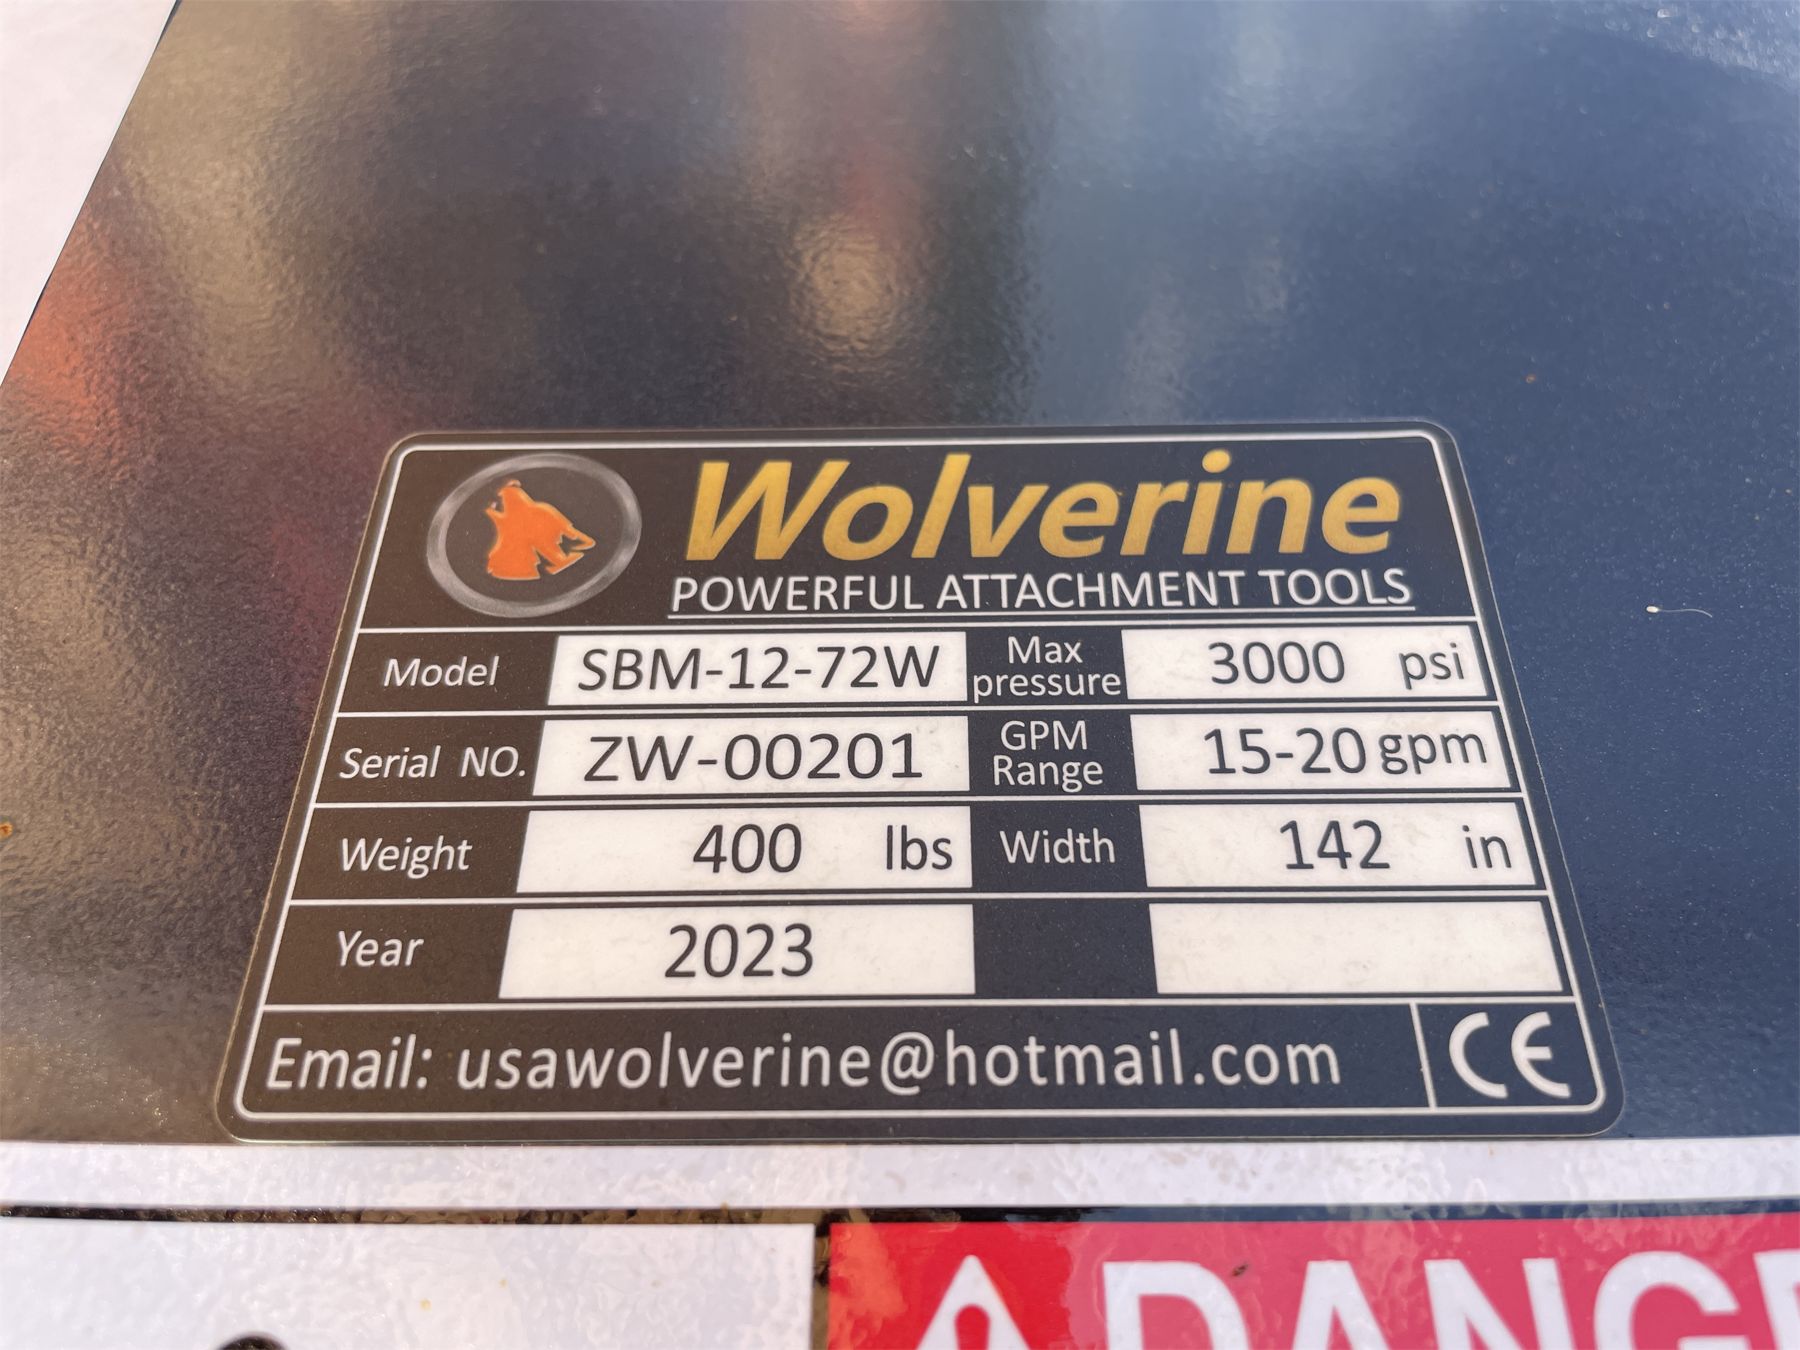 Wolverine
POWERFUL ATTACHMENT TOOLS
Model SBM-12-72W Max pressure 3000 psi
Serial NO. ZW-00201 GPM Range 15-20 gpm
Weight 400 lbs Width 142 in
Year 2023
Email: usawolverine@hotmail.com CE